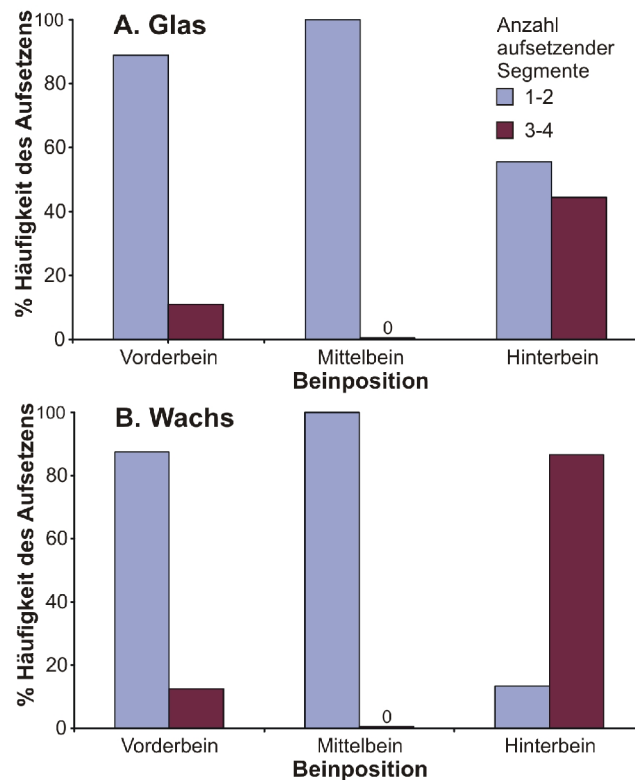 A. Glas
Anzahl
aufsetzender
Segmente
1-2
3-4
% Häufigkeit des Aufsetzens
100
80
60
40
20
0
0
Vorderbein
Mittelbein
Hinterbein
Beinposition
B. Wachs
% Häufigkeit des Aufsetzens
100
80
60
40
20
0
0
Vorderbein
Mittelbein
Hinterbein
Beinposition